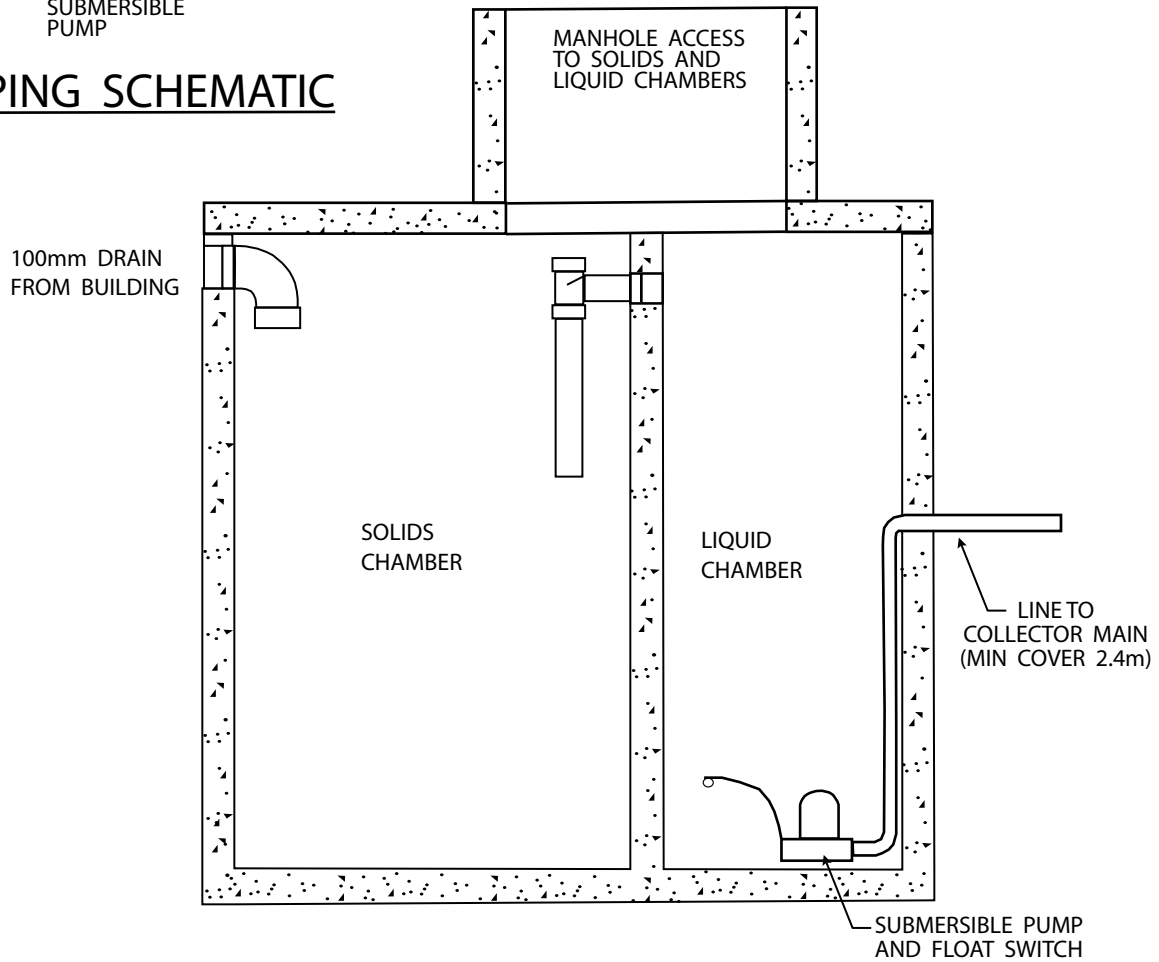 SUBMERSIBLE
PUMP
PING SCHEMATIC
MANHOLE ACCESS
TO SOLIDS AND
LIQUID CHAMBERS
100mm DRAIN
FROM BUILDING
SOLIDS
CHAMBER
LIQUID
CHAMBER
LINE TO
COLLECTOR MAIN
(MIN COVER 2.4m)
SUBMERSIBLE PUMP
AND FLOAT SWITCH